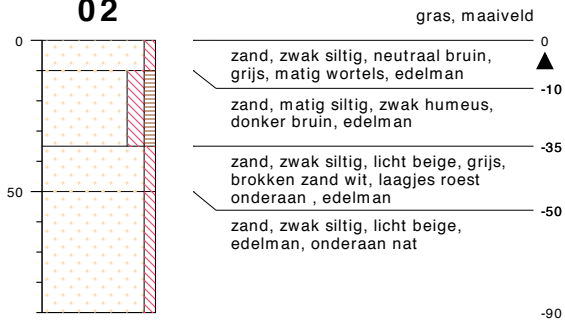 02
gras, maaiveld
0
0
zand, zwak siltig, neutraal bruin,
grijs, matig wortels, edelman
-10
zand, matig siltig, zwak humeus,
donker bruin, edelman
-35
zand, zwak siltig, licht beige, grijs,
brokken zand wit, laagjes roest
onderaan , edelman
50
-50
zand, zwak siltig, licht beige,
edelman, onderaan nat
-90